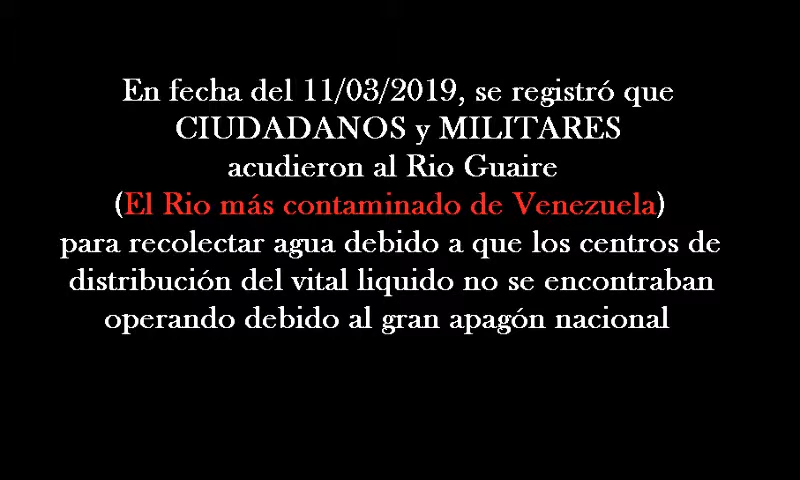 En fecha del 11/03/2019, se registró que
CIUDADANOS y MILITARES
acudieron al Rio Guaire
(El Rio más contaminado de Venezuela)
para recolectar agua debido a que los centros de
distribución del vital liquido no se encontraban
operando debido al gran apagón nacional